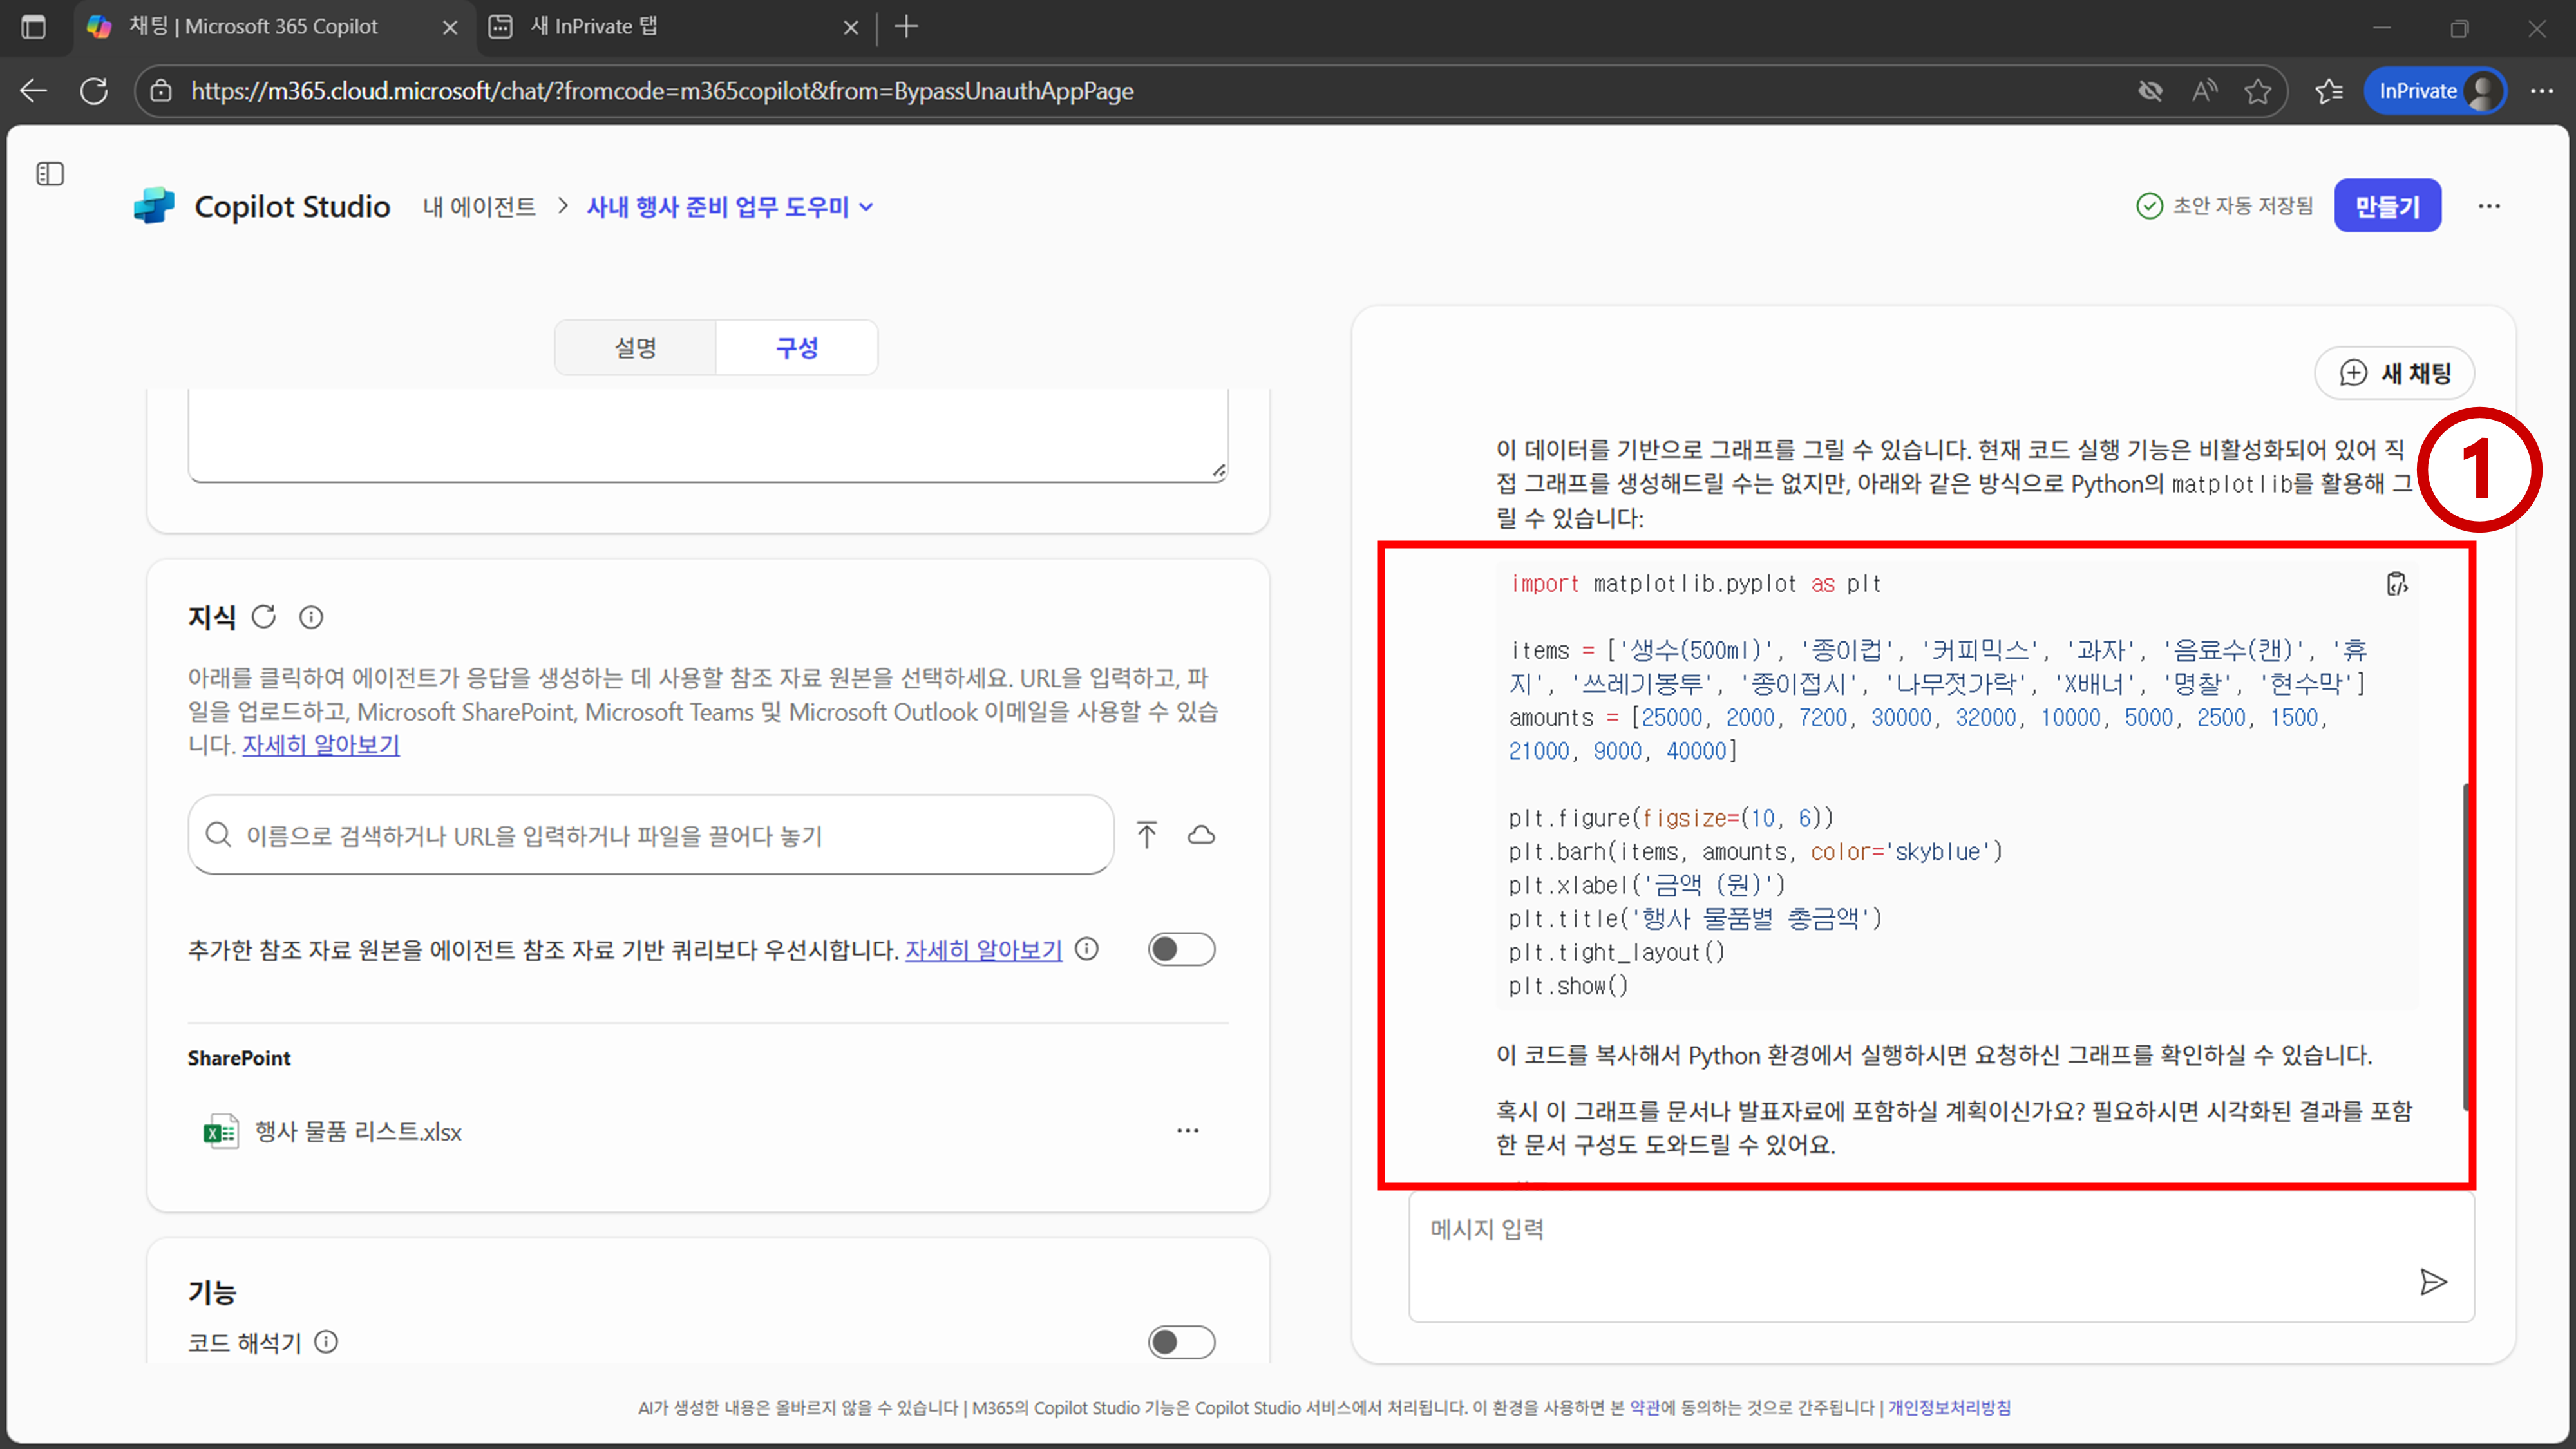 채팅 | Microsoft 365 Copilot
새 InPrivate 탭
https://m365.cloud.microsoft/chat/?fromcode=m365copilot&from=BypassUnauthAppPage
InPrivate
Copilot Studio
내 에이전트 > 사내 행사 준비 업무 도우미
초안 자동 저장됨
만들기
설명
구성
지식
아래를 클릭하여 에이전트가 응답을 생성하는 데 사용할 참조 자료 원본을 선택하세요. URL을 입력하고, 파
일을 업로드하고, Microsoft SharePoint, Microsoft Teams 및 Microsoft Outlook 이메일을 사용할 수 있습
니다. 자세히 알아보기
이름으로 검색하거나 URL을 입력하거나 파일을 끌어다 놓기
추가한 참조 자료 원본을 에이전트 참조 자료 기반 쿼리보다 우선시합니다. 자세히 알아보기
SharePoint
행사 물품 리스트.xlsx
기능
코드 해석기
새 채팅
1
이 데이터를 기반으로 그래프를 그릴 수 있습니다. 현재 코드 실행 기능은 비활성화되어 있어 직
접 그래프를 생성해드릴 수는 없지만, 아래와 같은 방식으로 Python의 matplotlib를 활용해 그
릴 수 있습니다:
import matplotlib.pyplot as plt
items = ['생수(500ml)', '종이컵', '커피믹스', '과자', '음료수(캔)', '휴
지', '쓰레기봉투', '종이접시', '나무젓가락', 'X배너', '명찰', '현수막']
amounts = [25000, 2000, 7200, 30000, 32000, 10000, 5000, 2500, 1500,
21000, 9000, 40000]
plt.figure(figsize=(10, 6))
plt.barh(items, amounts, color='skyblue')
plt.xlabel('금액 (원)')
plt.title('행사 물품별 총금액')
plt.tight_layout()
plt.show()
이 코드를 복사해서 Python 환경에서 실행하시면 요청하신 그래프를 확인하실 수 있습니다.
혹시 이 그래프를 문서나 발표자료에 포함하실 계획이신가요? 필요하시면 시각화된 결과를 포함
한 문서 구성도 도와드릴 수 있어요.
메시지 입력
AI가 생성한 내용은 올바르지 않을 수 있습니다 | M365의 Copilot Studio 기능은 Copilot Studio 서비스에서 처리됩니다. 이 환경을 사용하면 본 약관에 동의하는 것으로 간주됩니다 | 개인정보처리방침